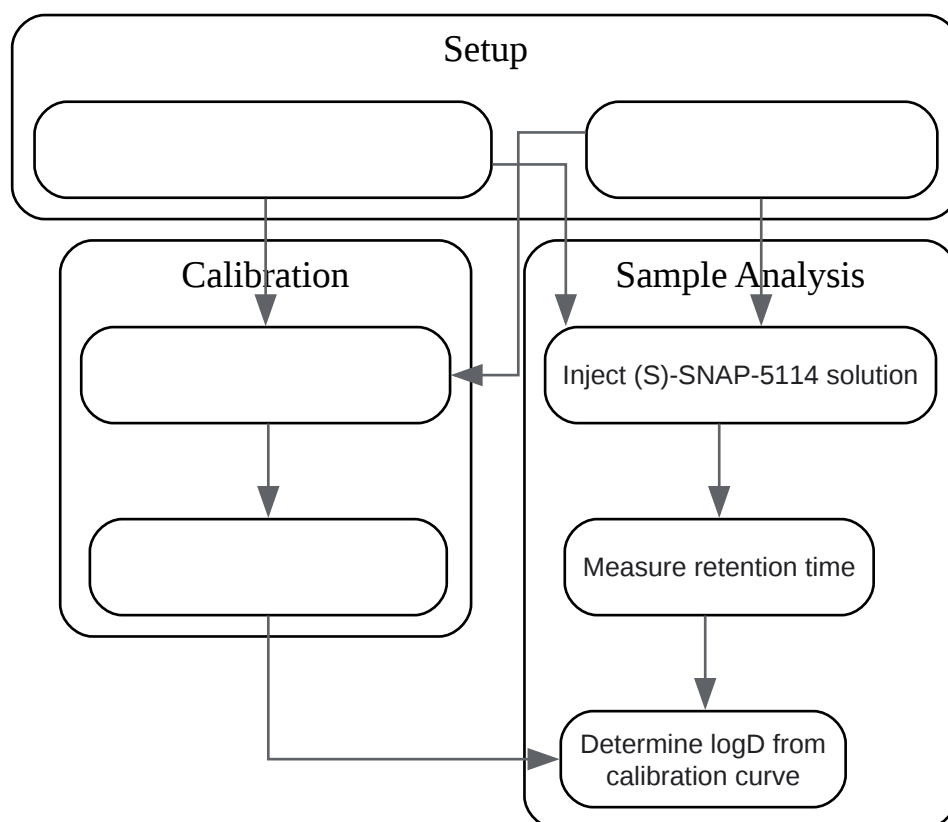 Setup
Calibration
Sample Analysis
Inject (S)-SNAP-5114 solution
Measure retention time
Determine logD from
calibration curve